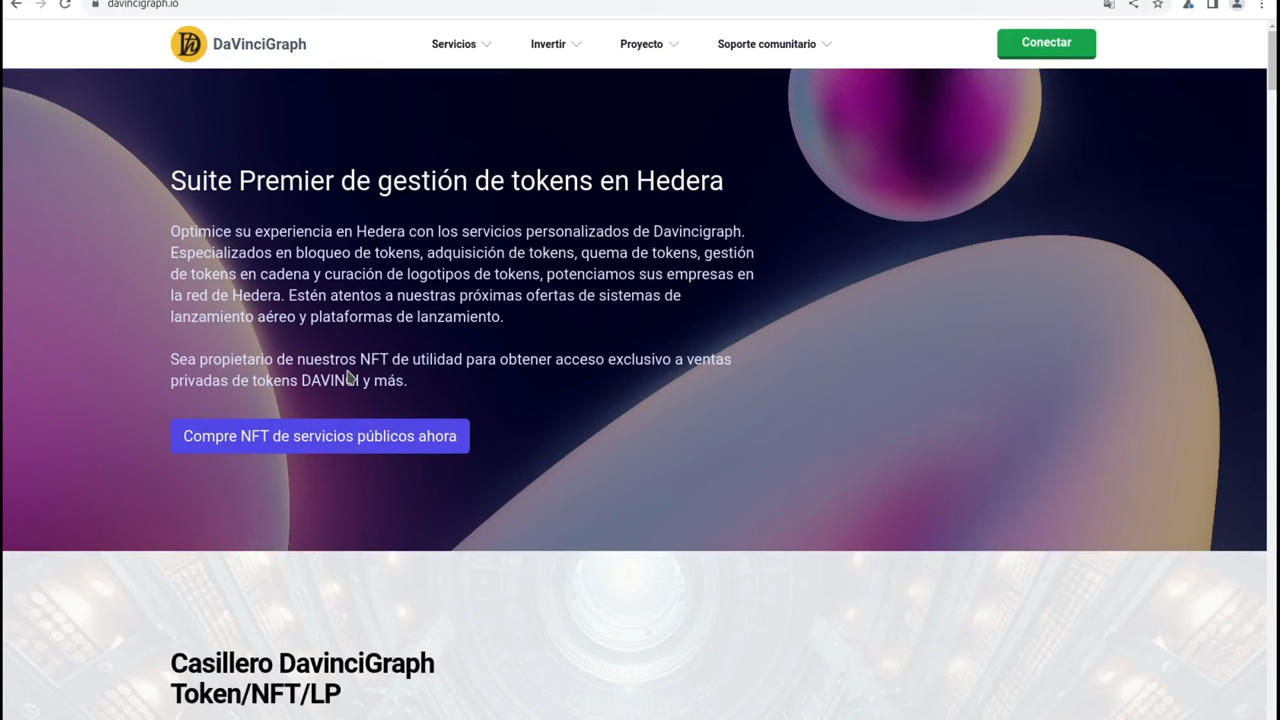 davincigraph.io
DaVinciGraph
Servicios
Invertir
Proyecto
Soporte comunitario
Conectar
Suite Premier de gestión de tokens en Hedera
Optimice su experiencia en Hedera con los servicios personalizados de Davincigraph.
Especializados en bloqueo de tokens, adquisición de tokens, quema de tokens, gestión
de tokens en cadena y curación de logotipos de tokens, potenciamos sus empresas en
la red de Hedera. Estén atentos a nuestras próximas ofertas de sistemas de
lanzamiento aéreo y plataformas de lanzamiento.
Sea propietario de nuestros NFT de utilidad para obtener acceso exclusivo a ventas
privadas de tokens DAVINCI y más.
Compre NFT de servicios públicos ahora
Casillero DavinciGraph
Token/NFT/LP